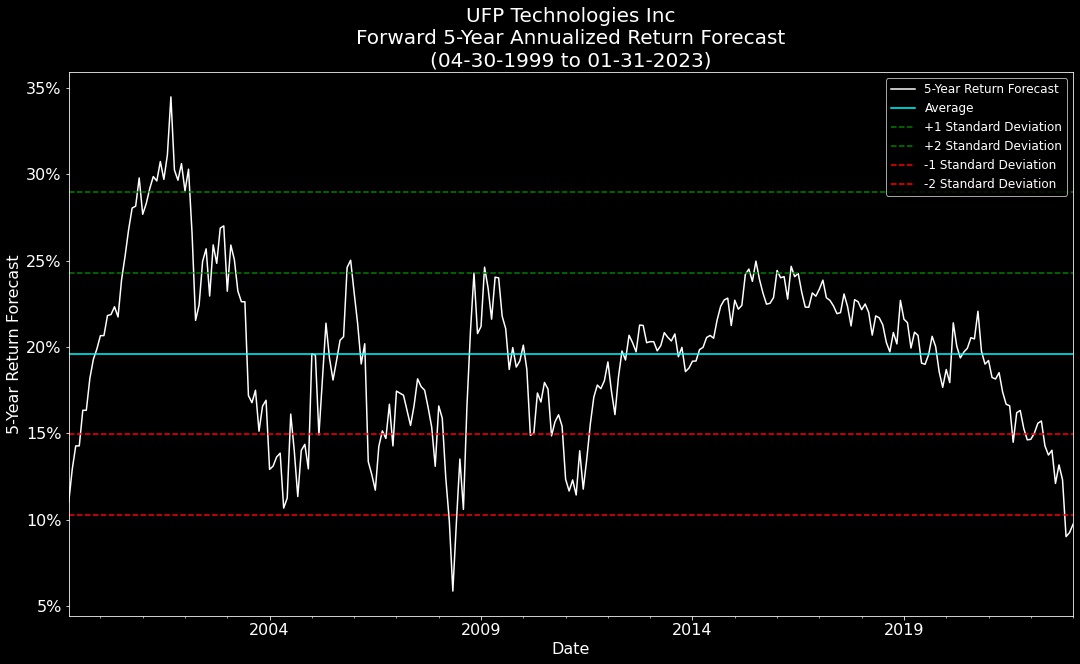 UFP Technologies Inc
Forward 5-Year Annualized Return Forecast
(04-30-1999 to 01-31-2023)
35%
30%
25%
20%
15%
10%
5%
5-Year Return Forecast
5-Year Return Forecast
Average
+1 Standard Deviation
+2 Standard Deviation
-1 Standard Deviation
-2 Standard Deviation
2004 2009 2014 2019
Date